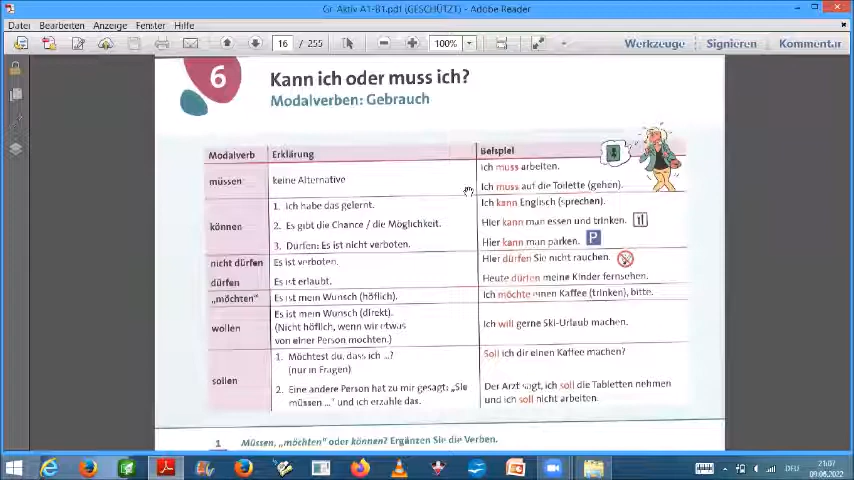 Gr. Aktiv A1-B1.pdf (GESCHÜTZT) - Adobe Reader
Datei Bearbeiten Anzeige Fenster Hilfe
16 / 255 100% Werkzeuge Signieren Kommentar
6 Kann ich oder muss ich?
Modalverben: Gebrauch
Modalverb Erklärung Beispiel
müssen keine Alternative Ich muss arbeiten.
Ich muss auf die Toilette (gehen).
können 1. Ich habe das gelernt. Ich kann Englisch (sprechen).
2. Es gibt die Chance / die Möglichkeit. Hier kann man essen und trinken.
3. Dürfen: Es ist nicht verboten. Hier kann man parken. P
nicht dürfen Es ist verboten. Hier dürfen Sie nicht rauchen.
dürfen Es ist erlaubt. Heute dürfen meine Kinder fernsehen.
„möchten" Es ist mein Wunsch (höflich). Ich möchte einen Kaffee (trinken), bitte.
wollen Es ist mein Wunsch (direkt).
(Nicht höflich, wenn wir etwas
von einer Person möchten.)
Ich will gerne Ski-Urlaub machen.
sollen 1. Möchtest du, dass ich ...?
(nur in Fragen)
Soll ich dir einen Kaffee machen?
2. Eine andere Person hat zu mir gesagt: „Sie
müssen ..." und ich erzähle das.
Der Arzt sagt, ich soll die Tabletten nehmen
und ich soll nicht arbeiten.
1 Müssen, „möchten" oder können? Ergänzen Sie die Verben.
DEU 21:07
09.06.2022